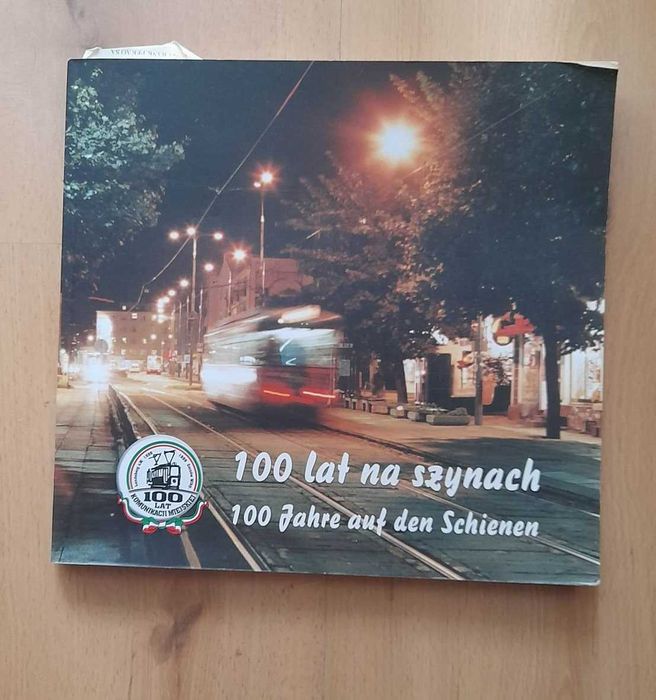 100 lat na szynach
100 Jahre auf den Schienen
100
LAT
KOMUNIKACJI MIEJSKIEJ